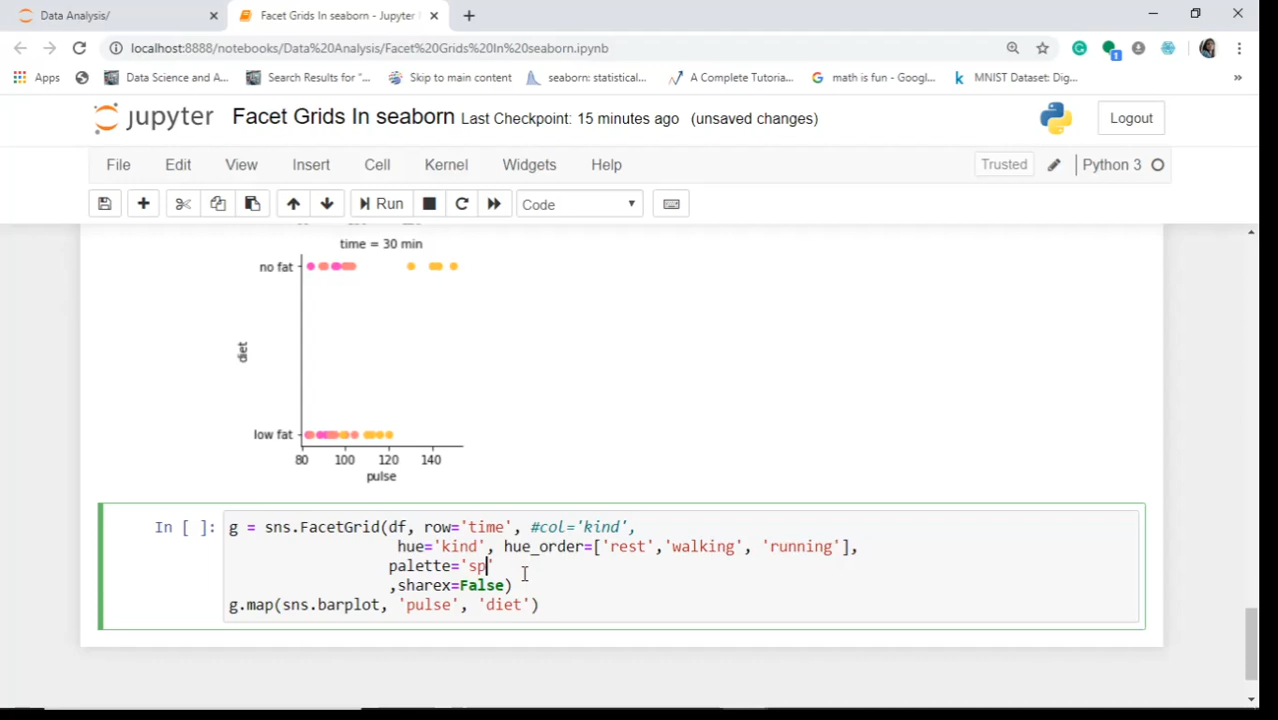 Data Analysis/
Facet Grids In seaborn - Jupyter
localhost:8888/notebooks/Data%20Analysis/Facet%20Grids%20In%20seaborn.ipynb
Apps Data Science and A... Search Results for "... Skip to main content seaborn: statistical... A Complete Tutoria... math is fun - Googl... MNIST Dataset: Dig... »
jupyter Facet Grids In seaborn Last Checkpoint: 15 minutes ago (unsaved changes) Logout
File Edit View Insert Cell Kernel Widgets Help Trusted Python 3
Run Code
time = 30 min
no fat
diet
low fat
80 100 120 140
pulse
In [ ]: g = sns.FacetGrid(df, row='time', #col='kind',
hue='kind', hue_order=['rest','walking', 'running'],
palette='sp'
,sharex=False)
g.map(sns.barplot, 'pulse', 'diet')